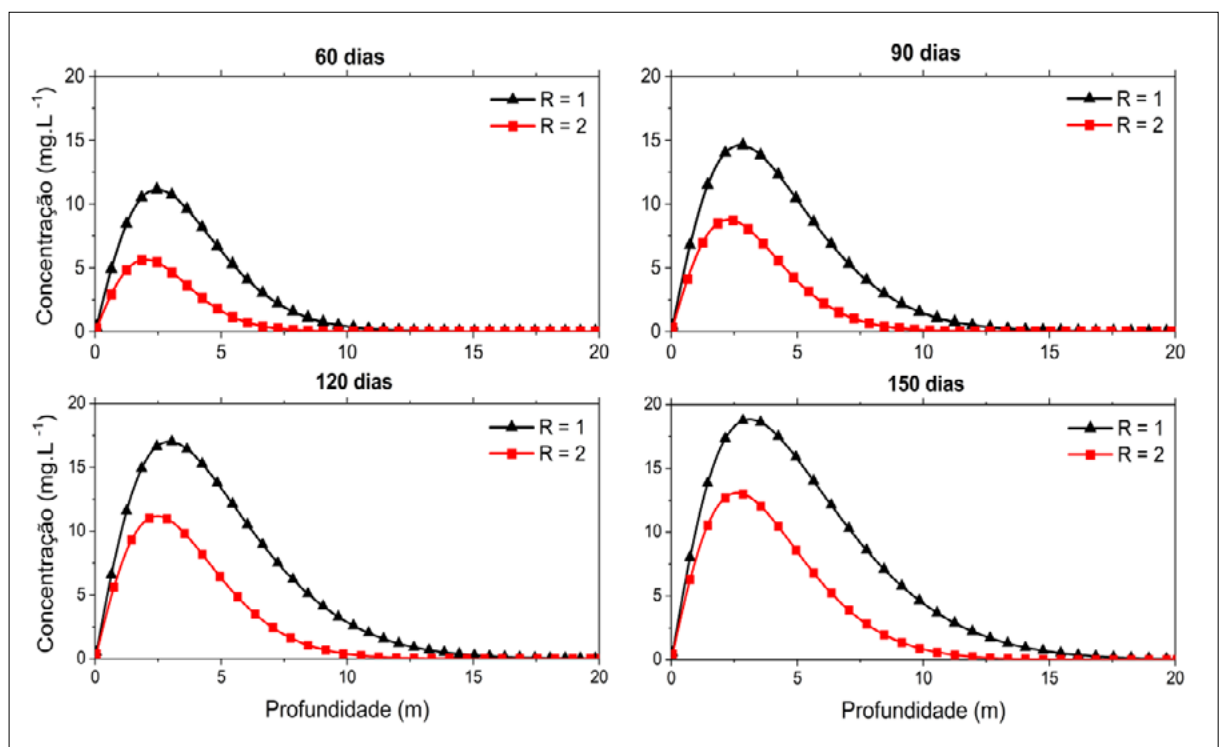 60 dias
Concentração (mg.L ⁻¹)
20
15
10
5
0
R = 1
R = 2
0 5 10 15 20
90 dias
20
15
10
5
0
R = 1
R = 2
0 5 10 15 20
120 dias
Concentração (mg.L ⁻¹)
20
15
10
5
0
R = 1
R = 2
0 5 10 15 20
Profundidade (m)
150 dias
20
15
10
5
0
R = 1
R = 2
0 5 10 15 20
Profundidade (m)